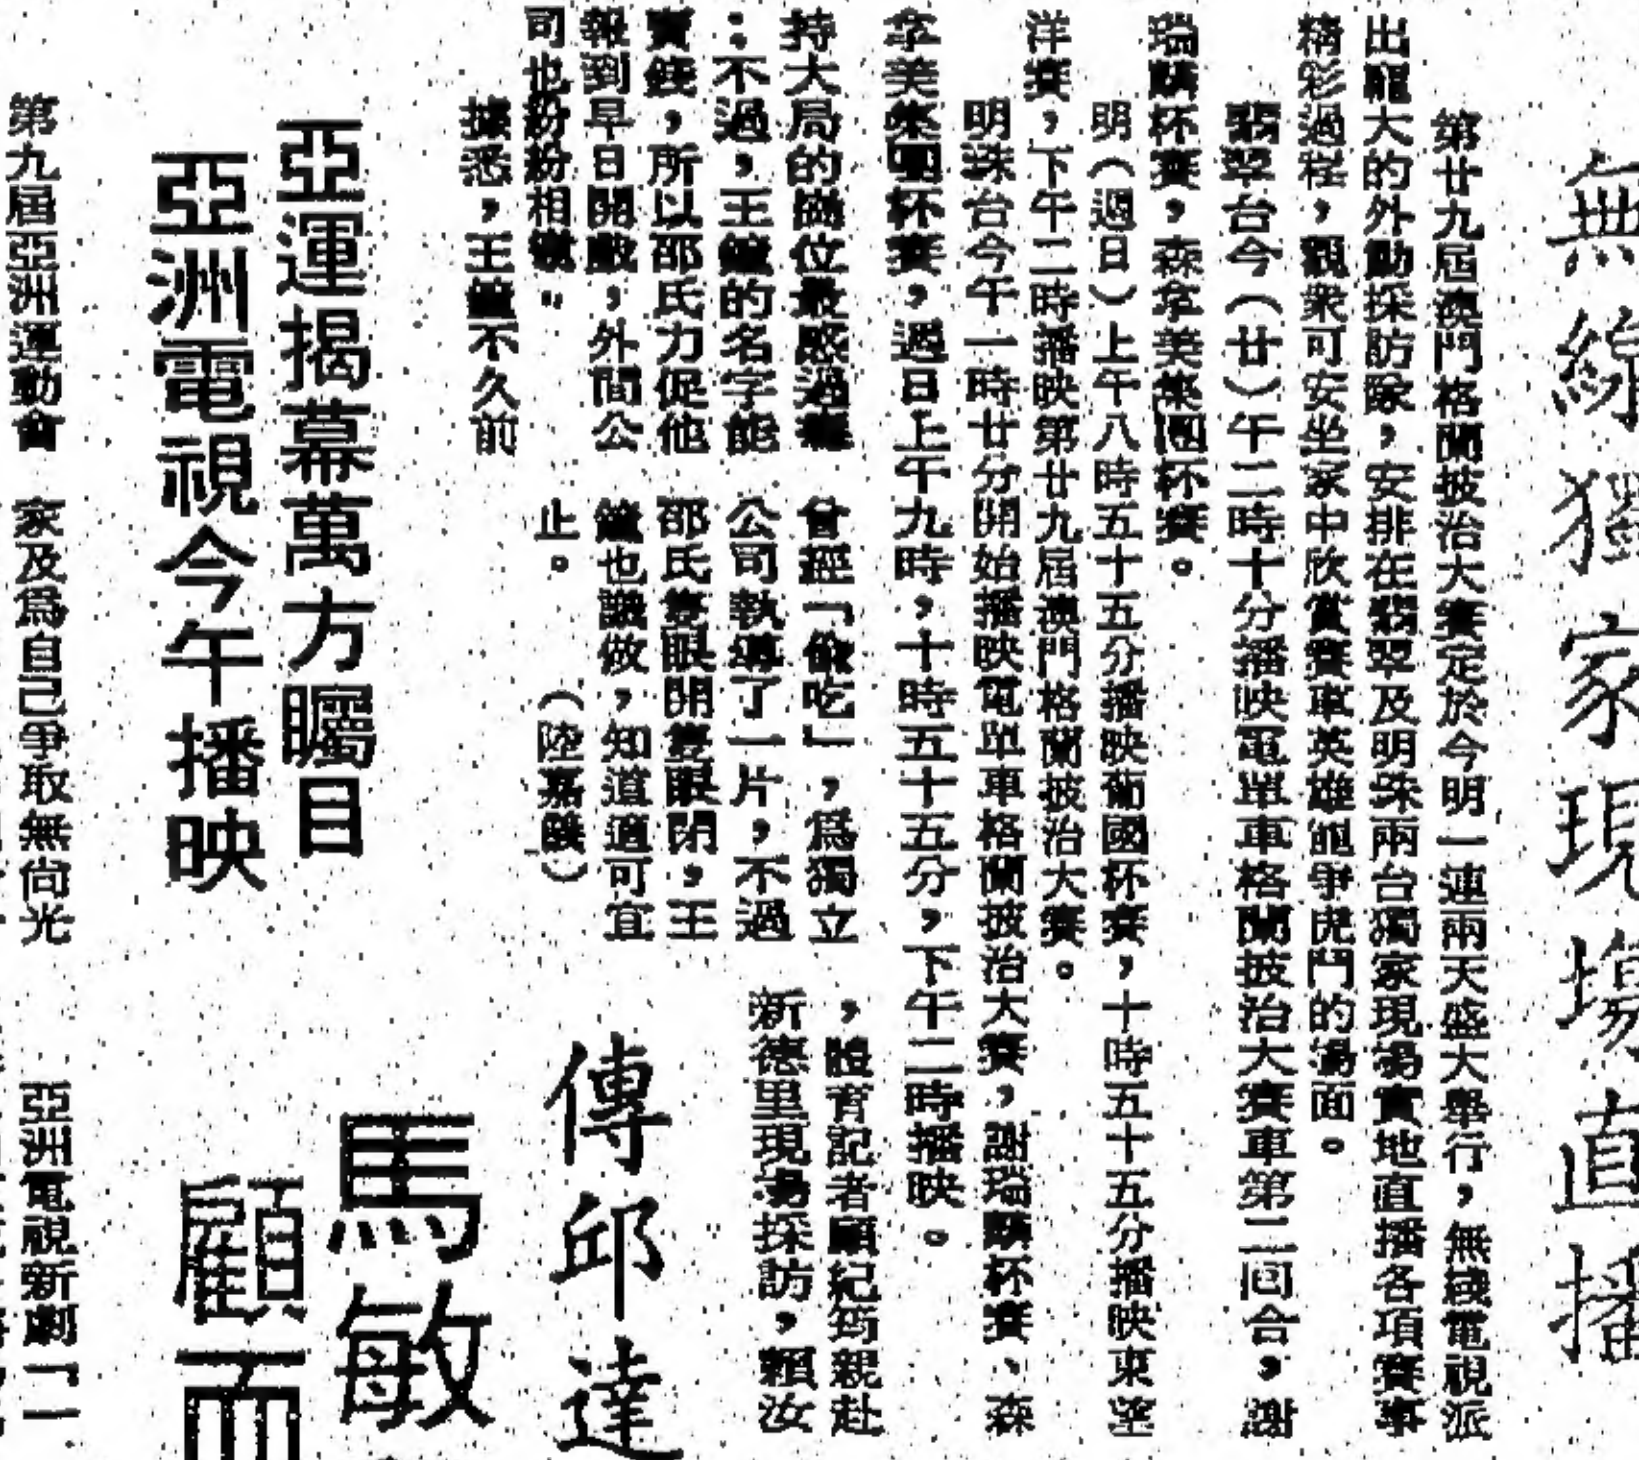 無線獨家現場直播
第廿九屆澳門格蘭披治大賽定於今明一連兩天盛大舉行，無綫電視派
出龐大的外勤採訪隊，安排在翡翠及明珠兩台獨家現場實地直播各項賽事
精彩過程，觀衆可安坐家中欣賞賽車英雄龍爭虎鬥的場面。
翡翠台今（廿）午二時十分播映電單車格蘭披治大賽車第二回合，謝
瑞麟杯賽，森拿美集團杯賽。
明（週日）上午八時五十五分播映葡國杯賽，十時五十五分播映東望
洋賽，下午二時播映第廿九屆澳門格蘭披治大賽。
明珠台今午一時廿分開始播映電單車格蘭披治大賽，謝瑞麟杯賽、森
拿美集團杯賽，週日上午九時，十時五十五分，下午二時播映。
持大局的崗位最感過癮
：不過，王鐘的名字能
賣錢，所以邵氏力促他
報到早日開戲，外間公
司也紛紛相邀。
據悉，王鐘不久前
曾經「偷吃」，爲獨立
公司執導了一片，不過
邵氏隻眼開隻眼閉，王
鐘也識做，知道適可宜
止。（陸嘉）
，體育記者顧紀筠親赴
新德里現場採訪，賴汝
傳邱達
馬敏
顧而
亞運揭幕萬方矚目
亞洲電視今午播映
第九屆亞洲運動會
家及爲自己爭取無尚光
亞洲電視新劇「一